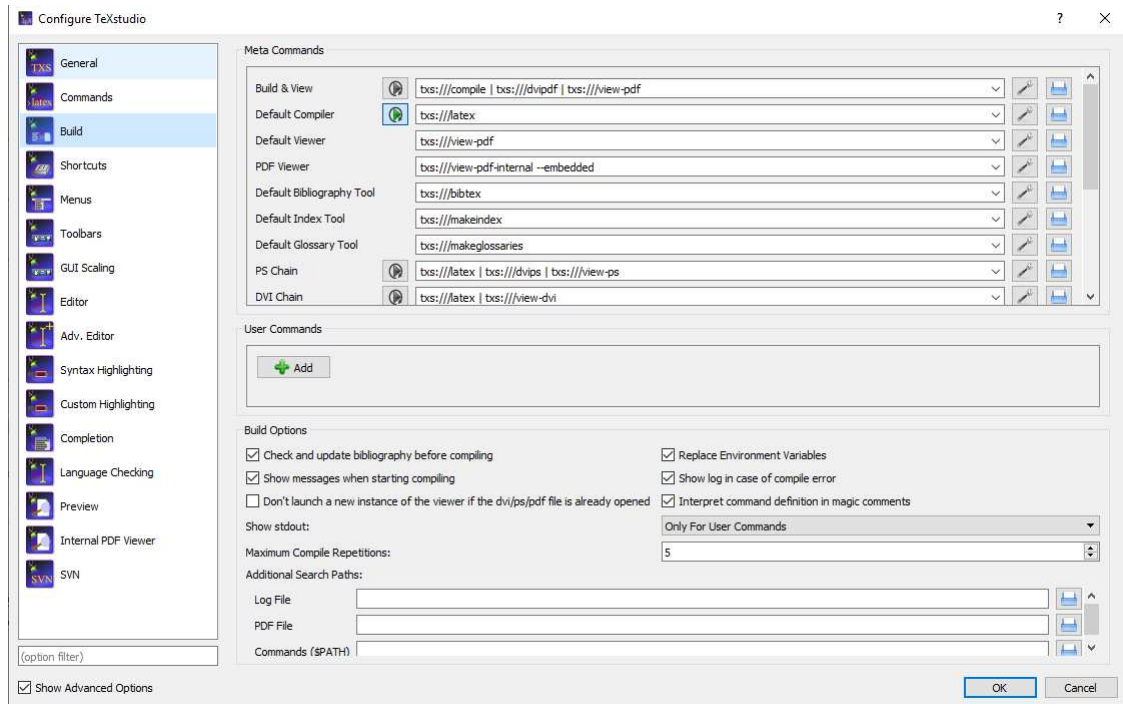 Configure TeXstudio
?
General
Commands
Build
Shortcuts
Menus
Toolbars
GUI Scaling
Editor
Adv. Editor
Syntax Highlighting
Custom Highlighting
Completion
Language Checking
Preview
Internal PDF Viewer
SVN
(option filter)
Show Advanced Options
Meta Commands
Build & View txs:///compile | txs:///dvipdf | txs:///view-pdf
Default Compiler txs:///latex
Default Viewer txs:///view-pdf
PDF Viewer txs:///view-pdf-internal --embedded
Default Bibliography Tool txs:///bibtex
Default Index Tool txs:///makeindex
Default Glossary Tool txs:///makeglossaries
PS Chain txs:///latex | txs:///dvips | txs:///view-ps
DVI Chain txs:///latex | txs:///view-dvi
User Commands
Add
Build Options
Check and update bibliography before compiling Replace Environment Variables
Show messages when starting compiling Show log in case of compile error
Don't launch a new instance of the viewer if the dvi/ps/pdf file is already opened Interpret command definition in magic comments
Show stdout: Only For User Commands
Maximum Compile Repetitions: 5
Additional Search Paths:
Log File
PDF File
Commands ($PATH)
OK Cancel